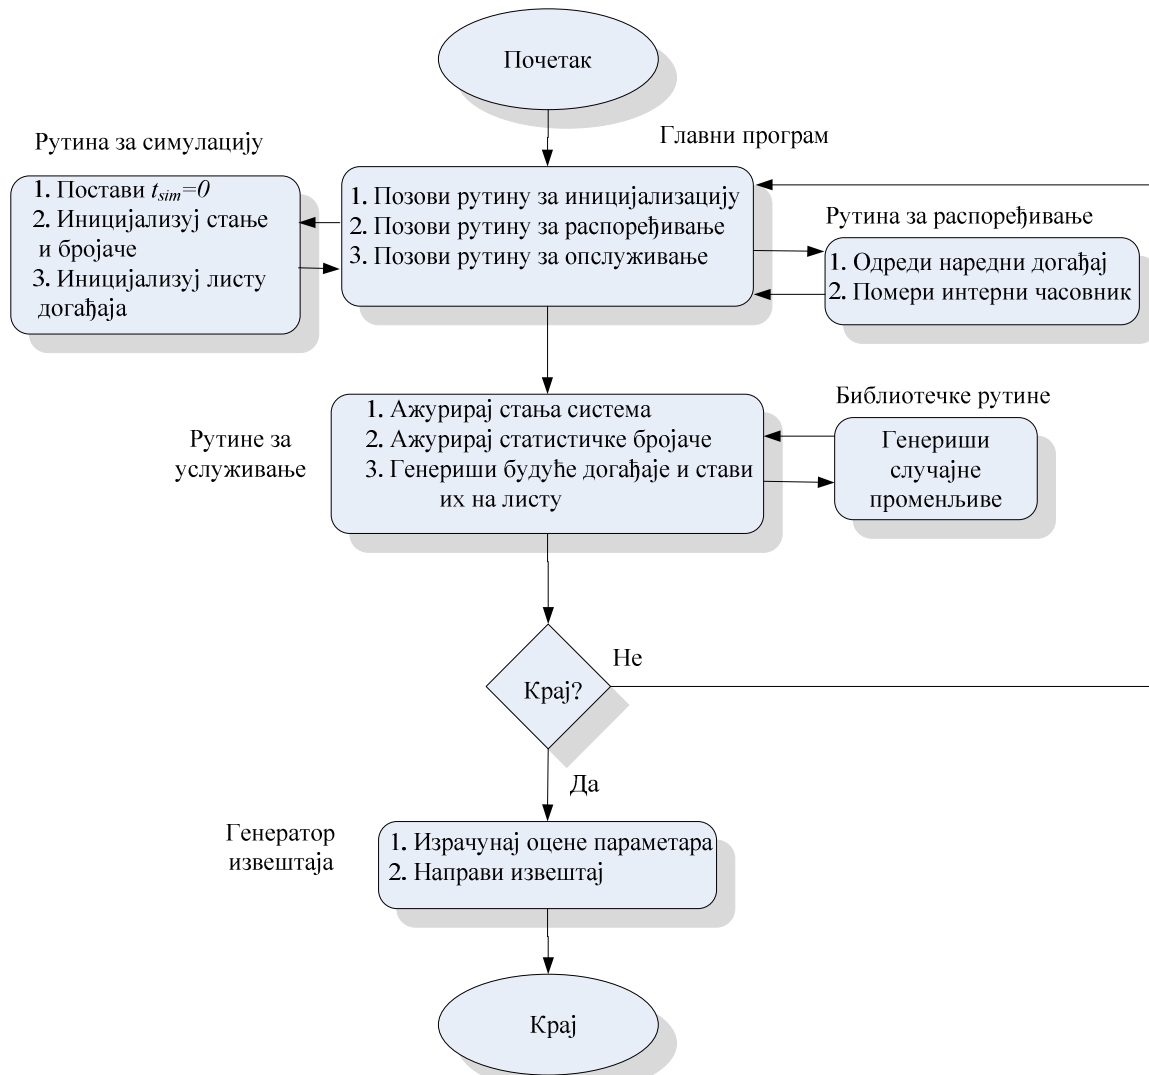 Почетак
Главни програм
Рутина за симулацију
1. Постави tsim=0
2. Иницијализуј стање
и бројаче
3. Иницијализуј листу
догађаја
1. Позови рутину за иницијализацију
2. Позови рутину за распоређивање
3. Позови рутину за опслуживање
Рутина за распоређивање
1. Одреди наредни догађај
2. Помери интерни часовник
Рутине за
услуживање
1. Ажурирај стања система
2. Ажурирај статистичке бројаче
3. Генериши будуће догађаје и стави
их на листу
Библиотечке рутине
Генериши
случајне
променљиве
Крај?
Не
Да
Генератор
извештаја
1. Израчунај оцене параметара
2. Направи извештај
Крај